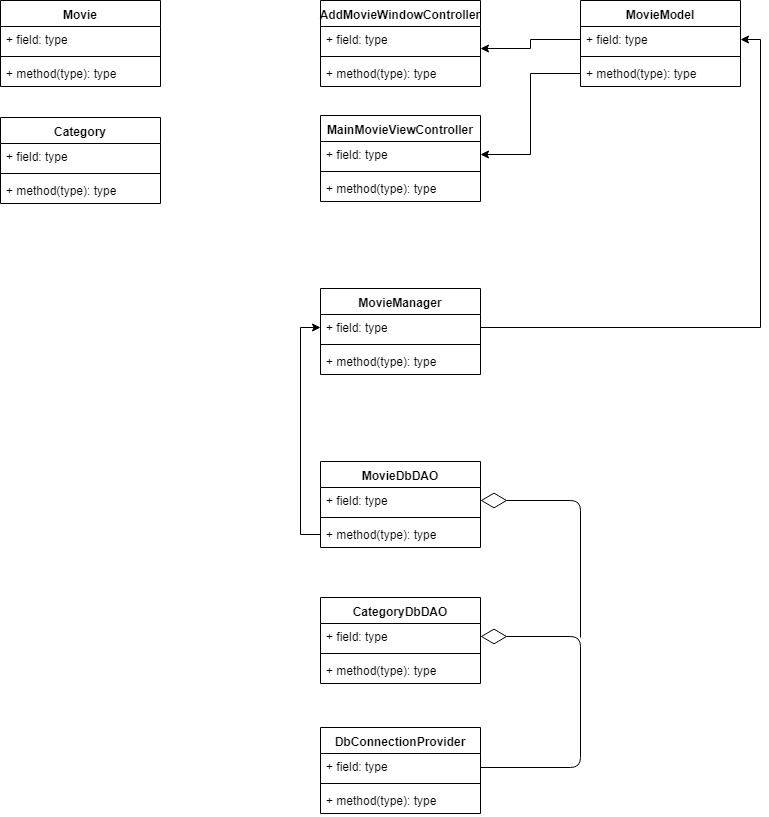 Movie
+ field: type
+ method(type): type
AddMovieWindowController
+ field: type
+ method(type): type
MovieModel
+ field: type
+ method(type): type
Category
+ field: type
+ method(type): type
MainMovieViewController
+ field: type
+ method(type): type
MovieManager
+ field: type
+ method(type): type
MovieDbDAO
+ field: type
+ method(type): type
CategoryDbDAO
+ field: type
+ method(type): type
DbConnectionProvider
+ field: type
+ method(type): type